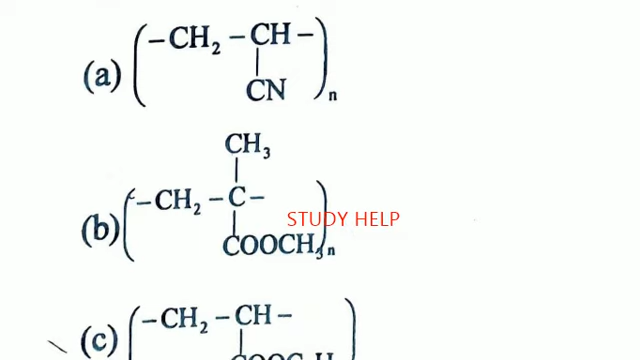 (a) (–CH₂–CH–)n
CN
CH₃
(b) (–CH₂–C–)n
STUDY HELP
COOCH₃
(c) (–CH₂–CH–